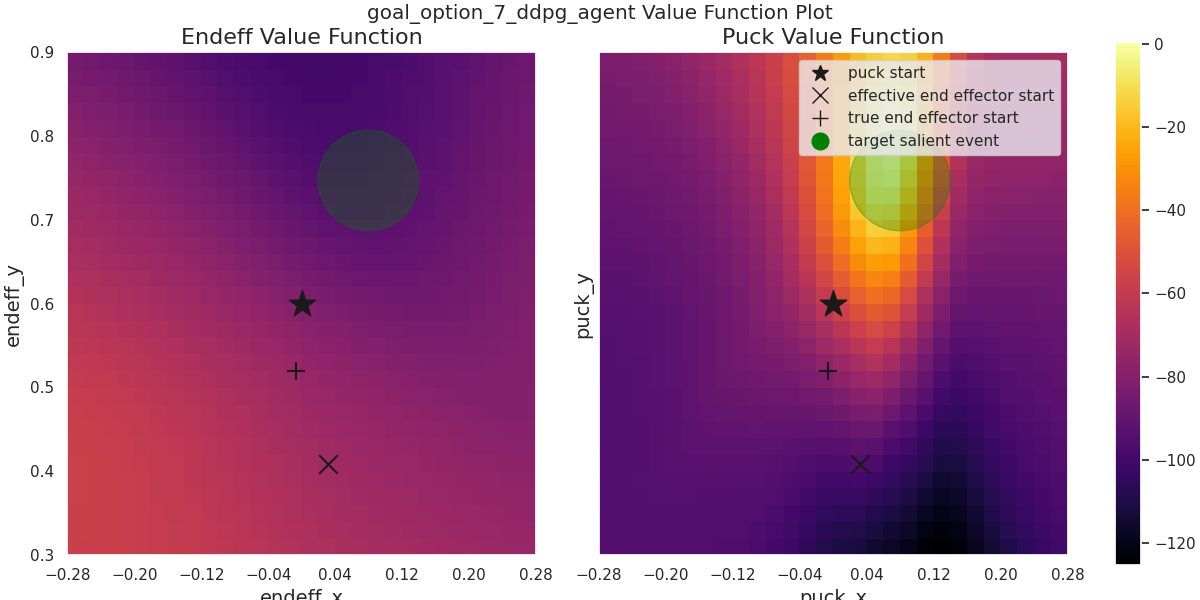 goal_option_7_ddpg_agent Value Function Plot
Endeff Value Function
Puck Value Function
0.9
0.8
0.7
0.6
0.5
0.4
0.3
endeff_y
−0.28 −0.20 −0.12 −0.04 0.04 0.12 0.20 0.28
endeff_x
puck_y
puck start
effective end effector start
true end effector start
target salient event
−0.28 −0.20 −0.12 −0.04 0.04 0.12 0.20 0.28
puck_x
0
−20
−40
−60
−80
−100
−120